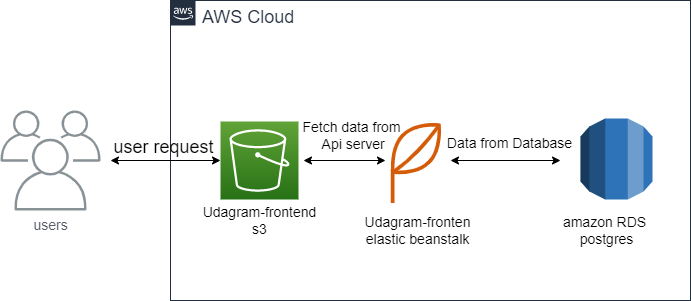 aws
AWS Cloud
users
user request
Udagram-frontend
s3
Fetch data from
Api server
Udagram-fronten
elastic beanstalk
Data from Database
amazon RDS
postgres